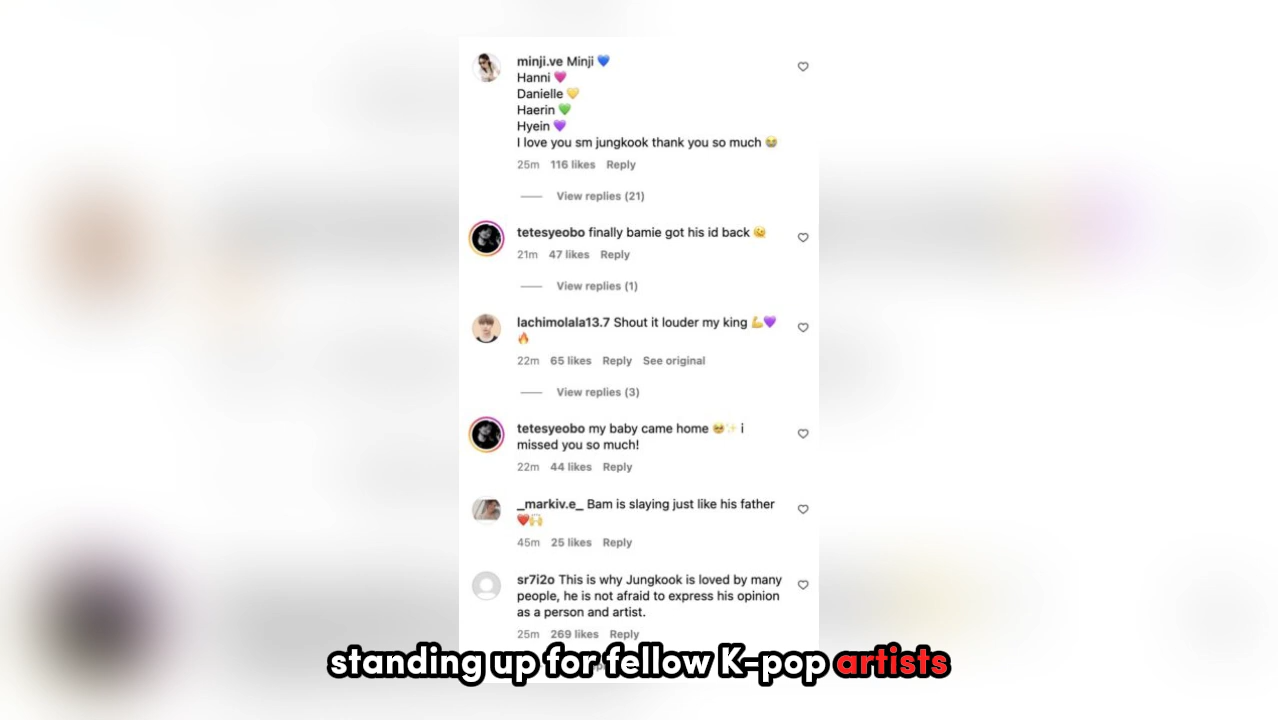 minji.ve Minji 💙
Hanni 💗
Danielle 💛
Haerin 💚
Hyein 💜
I love you sm jungkook thank you so much 😭
25m 116 likes Reply
View replies (21)
tetesyeobo finally bamie got his id back 🫠
21m 47 likes Reply
View replies (1)
lachimolala13.7 Shout it louder my king 💪💜
🔥
22m 65 likes Reply See original
View replies (3)
tetesyeobo my baby came home 🥹✨ i
missed you so much!
22m 44 likes Reply
_markiv.e_ Bam is slaying just like his father
❤️🙌
45m 25 likes Reply
sr7i2o This is why Jungkook is loved by many
people, he is not afraid to express his opinion
as a person and artist.
25m 269 likes Reply
standing up for fellow K-pop artists